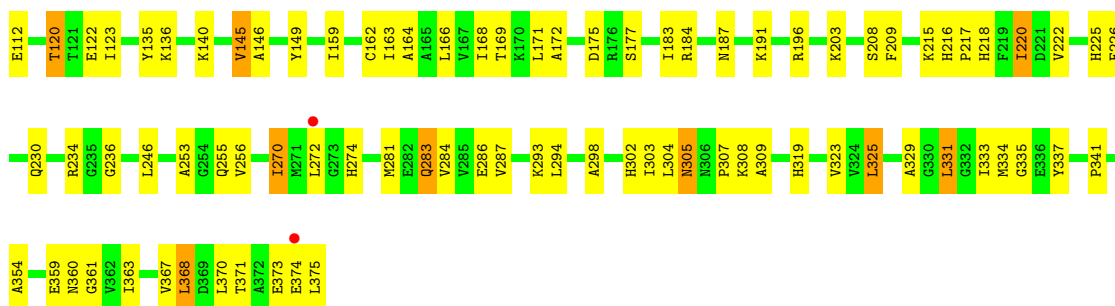 E112 T120 T121 E122 I123 Y135 K136 K140 V145 A146 Y149 I159 C162 I163 A164 A165 L166 V167 I168 T169 K170 L171 A172 D175 R176 S177 I183 R184 N187 K191 R196 K203 S208 F209 K215 H216 P217 H218 F219 I220 D221 V222 H225
Q230 R234 G235 G236 L246 A253 G254 Q255 V256 I270 M271 L272 G273 H274 M281 E282 Q283 V284 V285 E286 V287 K293 L294 A298 H302 I303 L304 N305 N306 P307 K308 A309 H319 V323 V324 L325 A329 G330 L331 G332 I333 M334 G335 E336 Y337 P341
A354 E359 N360 G361 V362 I363 V367 L368 D369 L370 T371 A372 E373 E374 L375